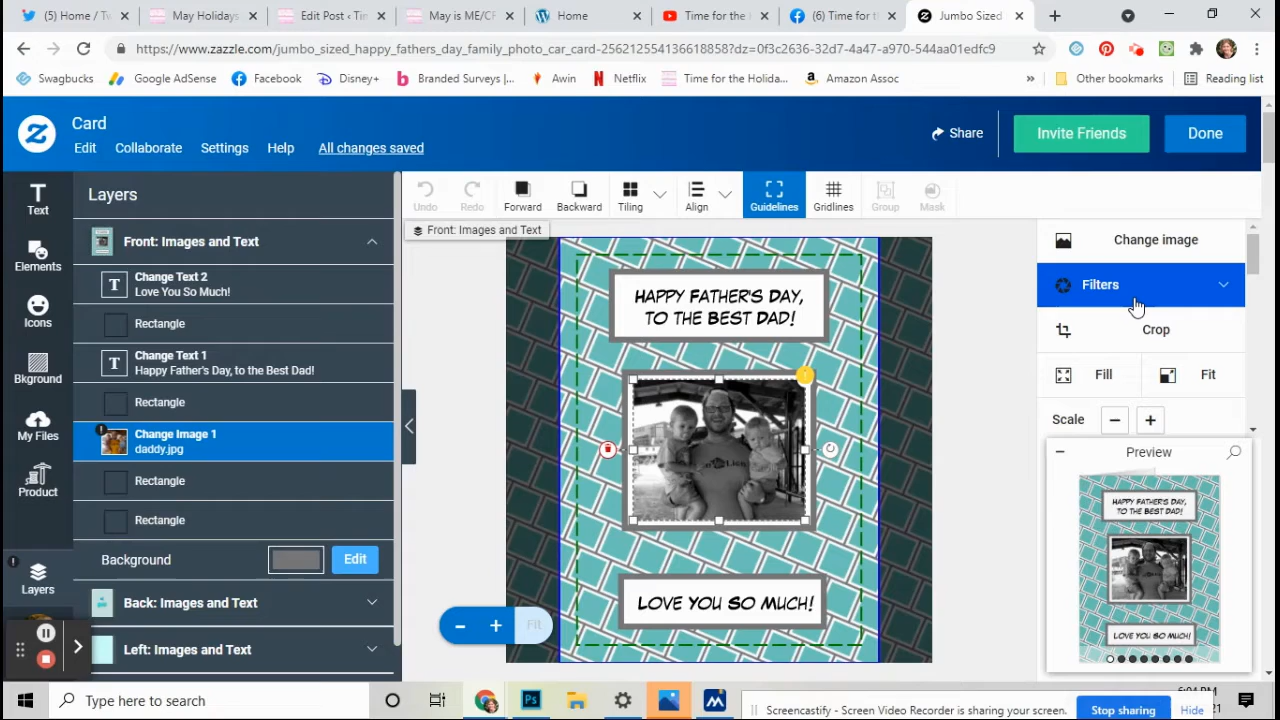 (5) Home / Tw
May Holidays
Edit Post ‹ Tim
May is ME/CF
Home
Time for the H
(6) Time for th
Jumbo Sized
https://www.zazzle.com/jumbo_sized_happy_fathers_day_family_photo_car_card-256212554136618858?dz=0f3c2636-32d7-4a47-a970-544aa01edfc9
Swagbucks
Google AdSense
Facebook
Disney+
Branded Surveys |...
Awin
Netflix
Time for the Holida...
Amazon Assoc
»
Other bookmarks
Reading list
Card
Edit
Collaborate
Settings
Help
All changes saved
Share
Invite Friends
Done
Text
Elements
Icons
Bkground
My Files
Product
Layers
Layers
Front: Images and Text
Change Text 2
Love You So Much!
Rectangle
Change Text 1
Happy Father's Day, to the Best Dad!
Rectangle
Change Image 1
daddy.jpg
Rectangle
Rectangle
Background
Edit
Back: Images and Text
Left: Images and Text
Undo
Redo
Forward
Backward
Tiling
Align
Guidelines
Gridlines
Group
Mask
Front: Images and Text
HAPPY FATHER'S DAY,
TO THE BEST DAD!
LOVE YOU SO MUCH!
Fit
Change image
Filters
Crop
Fill
Fit
Scale
Preview
HAPPY FATHER'S DAY,
TO THE BEST DAD!
LOVE YOU SO MUCH!
Type here to search
Screencastify - Screen Video Recorder is sharing your screen.
Stop sharing
Hide